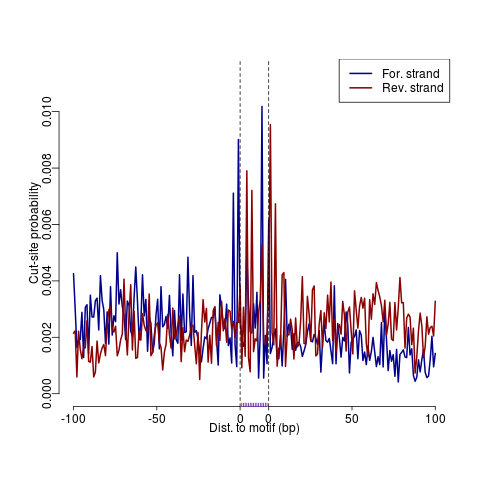 For. strand
Rev. strand
Cut-site probability
0.010
0.008
0.006
0.004
0.002
0.000
-100 -50 0 0 50 100
Dist. to motif (bp)